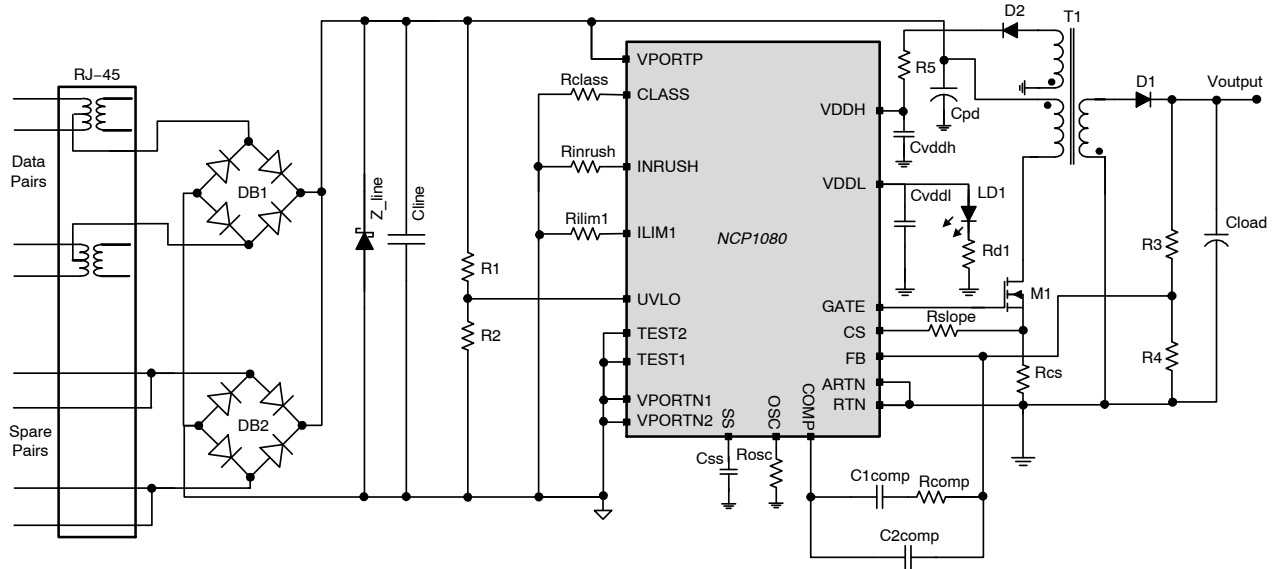 D2
T1
RJ–45
VPORTP
R5
Rclass
CLASS
D1
Voutput
VDDH
Cpd
Cvddh
Data
Pairs
Rinrush
INRUSH
DB1
Z_line
Cline
VDDL
Cvddl
LD1
Rilim1
ILIM1
NCP1080
Rd1
R3
Cload
R1
UVLO
GATE
M1
Rslope
CS
R2
TEST2
TEST1
FB
R4
Rcs
ARTN
VPORTN1
RTN
VPORTN2
SS
OSC
COMP
DB2
Spare
Pairs
Css
Rosc
C1comp
Rcomp
C2comp